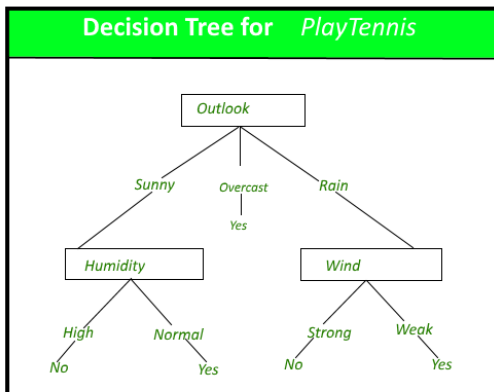 Decision Tree for PlayTennis
Outlook
Sunny Overcast Rain
Yes
Humidity Wind
High Normal Strong Weak
No Yes No Yes